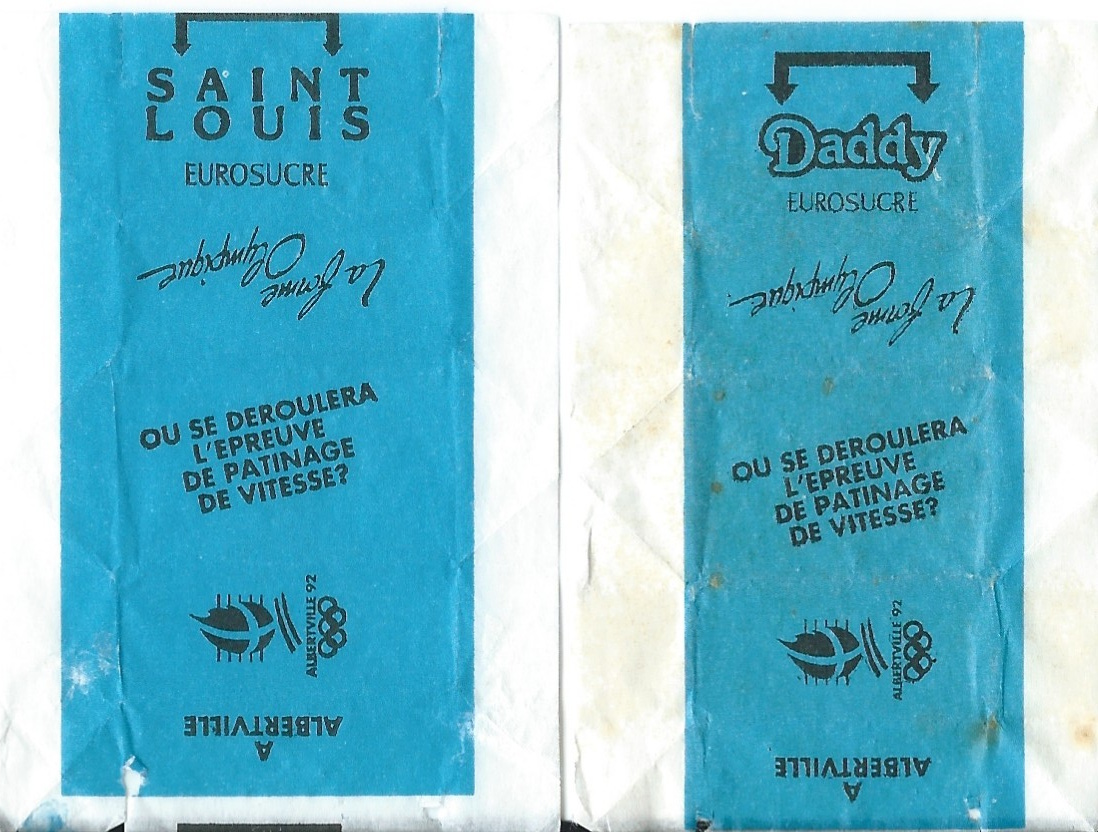 SAINT
LOUIS
EUROSUCRE
La forme
Olympique
OU SE DEROULERA
L'EPREUVE
DE PATINAGE
DE VITESSE?
ALBERTVILLE 92
A
ALBERTVILLE
Daddy
EUROSUCRE
La forme
Olympique
OU SE DEROULERA
L'EPREUVE
DE PATINAGE
DE VITESSE?
ALBERTVILLE 92
A
ALBERTVILLE